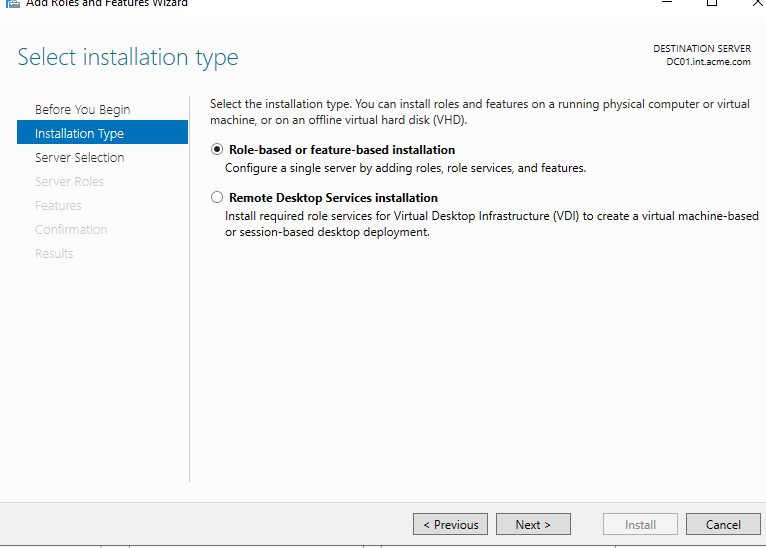 Add Roles and Features Wizard
Select installation type
DESTINATION SERVER
DC01.int.acme.com
Before You Begin
Installation Type
Server Selection
Server Roles
Features
Confirmation
Results
Select the installation type. You can install roles and features on a running physical computer or virtual
machine, or on an offline virtual hard disk (VHD).
Role-based or feature-based installation
Configure a single server by adding roles, role services, and features.
Remote Desktop Services installation
Install required role services for Virtual Desktop Infrastructure (VDI) to create a virtual machine-based
or session-based desktop deployment.
< Previous
Next >
Install
Cancel